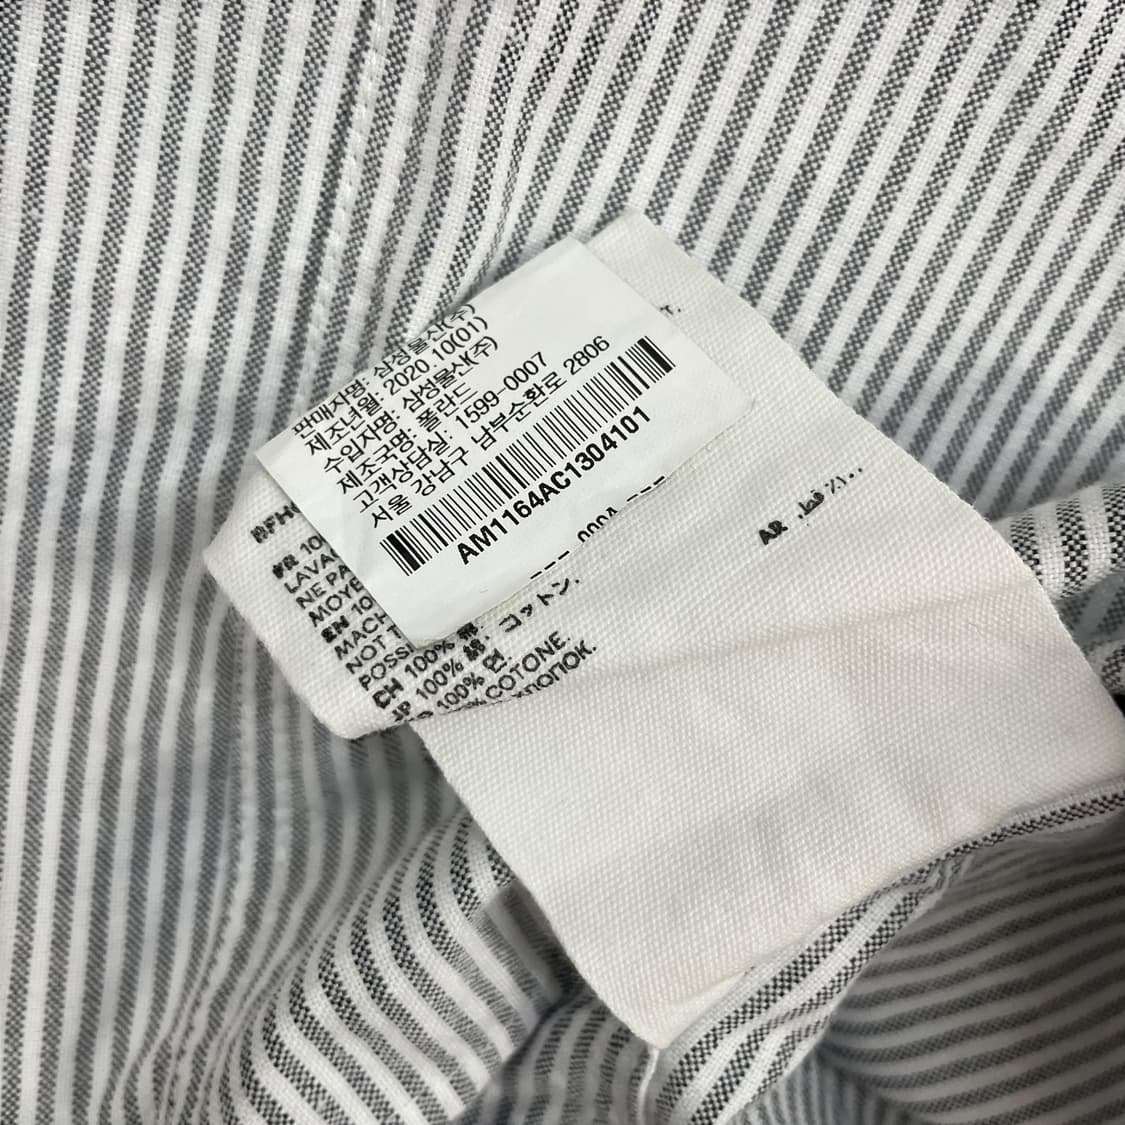 판매자명: 삼성물산(주)
제조년월: 2020.10(01)
수입자명: 삼성물산(주)
제조국명: 폴란드
고객상담실: 1599-0007
서울 강남구 남부순환로 2806
AM1164AC1304101
T.
FR 10
LAVAG
NE PA
MOYE
EN 10
MACH
NOT T
POSS
CH 100%
JP 100% 綿: コットン.
100% 면
COTONE.
ХЛОПОК.
AR